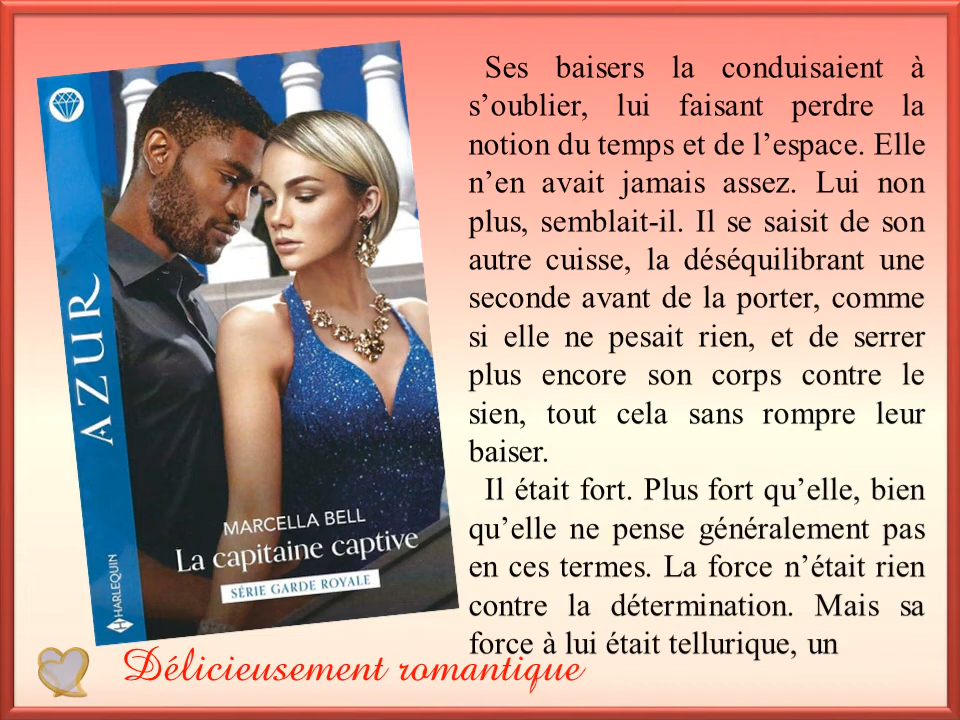 AZUR
HARLEQUIN
MARCELLA BELL
La capitaine captive
SÉRIE GARDE ROYALE
Ses baisers la conduisaient à
s’oublier, lui faisant perdre la
notion du temps et de l’espace. Elle
n’en avait jamais assez. Lui non
plus, semblait-il. Il se saisit de son
autre cuisse, la déséquilibrant une
seconde avant de la porter, comme
si elle ne pesait rien, et de serrer
plus encore son corps contre le
sien, tout cela sans rompre leur
baiser.
Il était fort. Plus fort qu’elle, bien
qu’elle ne pense généralement pas
en ces termes. La force n’était rien
contre la détermination. Mais sa
force à lui était tellurique, un
Délicieusement romantique